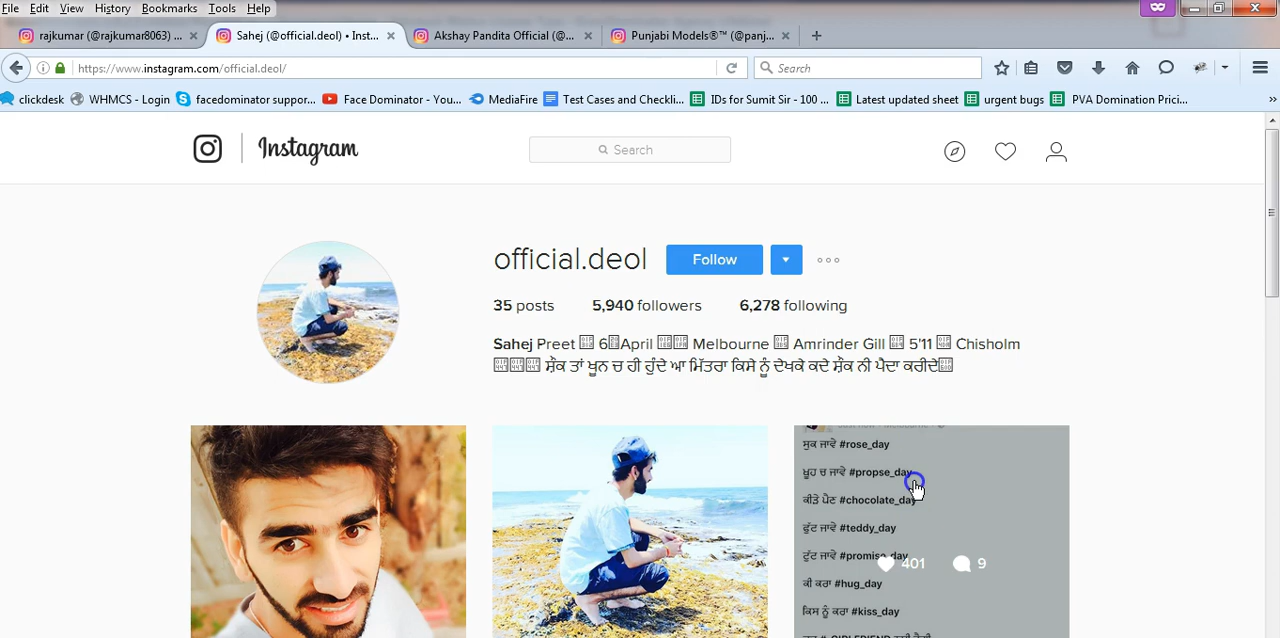 File Edit View History Bookmarks Tools Help
rajkumar (@rajkumar8063) ...
Sahej (@official.deol) • Inst...
Akshay Pandita Official (@...
Punjabi Models®™ (@panj...
https://www.instagram.com/official.deol/
Search
clickdesk
WHMCS - Login
facedominator suppor...
Face Dominator - You...
MediaFire
Test Cases and Checkli...
IDs for Sumit Sir - 100 ...
Latest updated sheet
urgent bugs
PVA Domination Prici...
Instagram
Search
official.deol
Follow
35 posts
5,940 followers
6,278 following
Sahej Preet 6 April Melbourne Amrinder Gill 5'11 Chisholm
ਸ਼ੌਕ ਤਾਂ ਖੂਨ ਚ ਹੀ ਹੁੰਦੇ ਆ ਮਿੱਤਰਾ ਕਿਸੇ ਨੂੰ ਦੇਖਕੇ ਕਦੇ ਸ਼ੌਕ ਨੀ ਪੈਦਾ ਕਰੀਦੇ
ਸੁਕ ਜਾਵੇ #rose_day
ਖੂਹ ਚ ਜਾਵੇ #propse_day
ਕੀੜੇ ਪੈਣ #chocolate_day
ਫੁੱਟ ਜਾਵੇ #teddy_day
ਟੁੱਟ ਜਾਵੇ #promise_day
401
9
ਕੀ ਕਰਾ #hug_day
ਕਿਸ ਨੂੰ ਕਰਾ #kiss_day